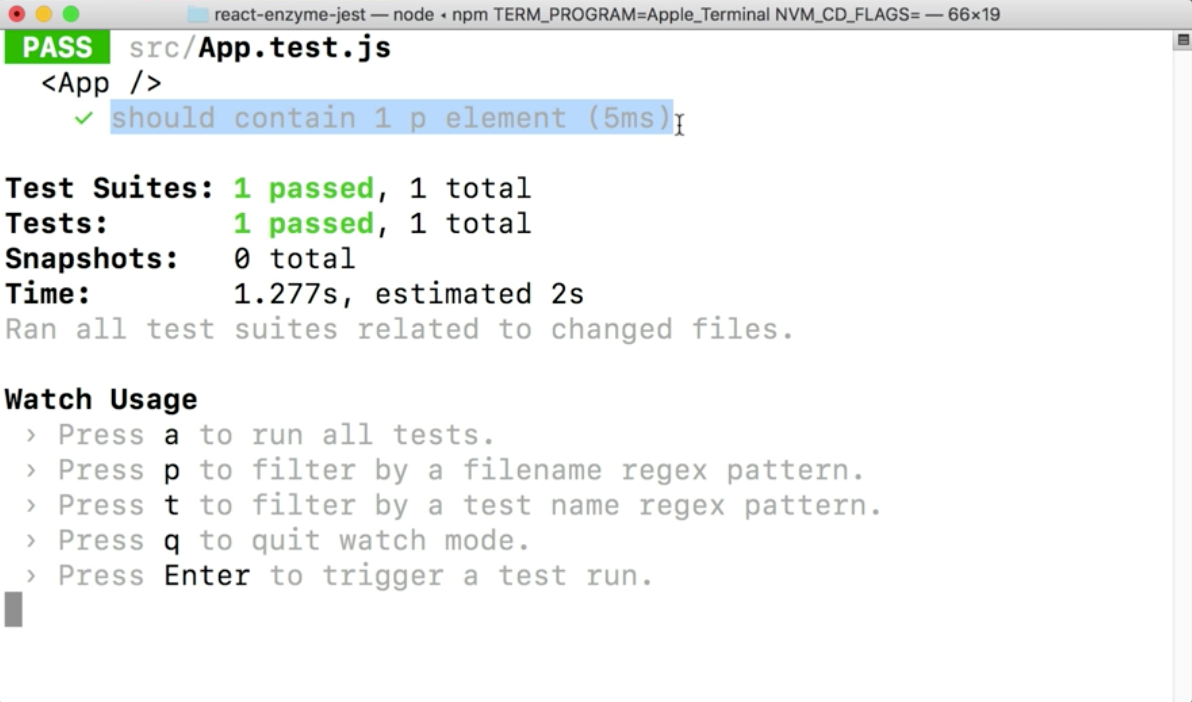 react-enzyme-jest — node ◂ npm TERM_PROGRAM=Apple_Terminal NVM_CD_FLAGS= — 66×19
PASS src/App.test.js
<App />
✓ should contain 1 p element (5ms)
Test Suites: 1 passed, 1 total
Tests: 1 passed, 1 total
Snapshots: 0 total
Time: 1.277s, estimated 2s
Ran all test suites related to changed files.
Watch Usage
› Press a to run all tests.
› Press p to filter by a filename regex pattern.
› Press t to filter by a test name regex pattern.
› Press q to quit watch mode.
› Press Enter to trigger a test run.